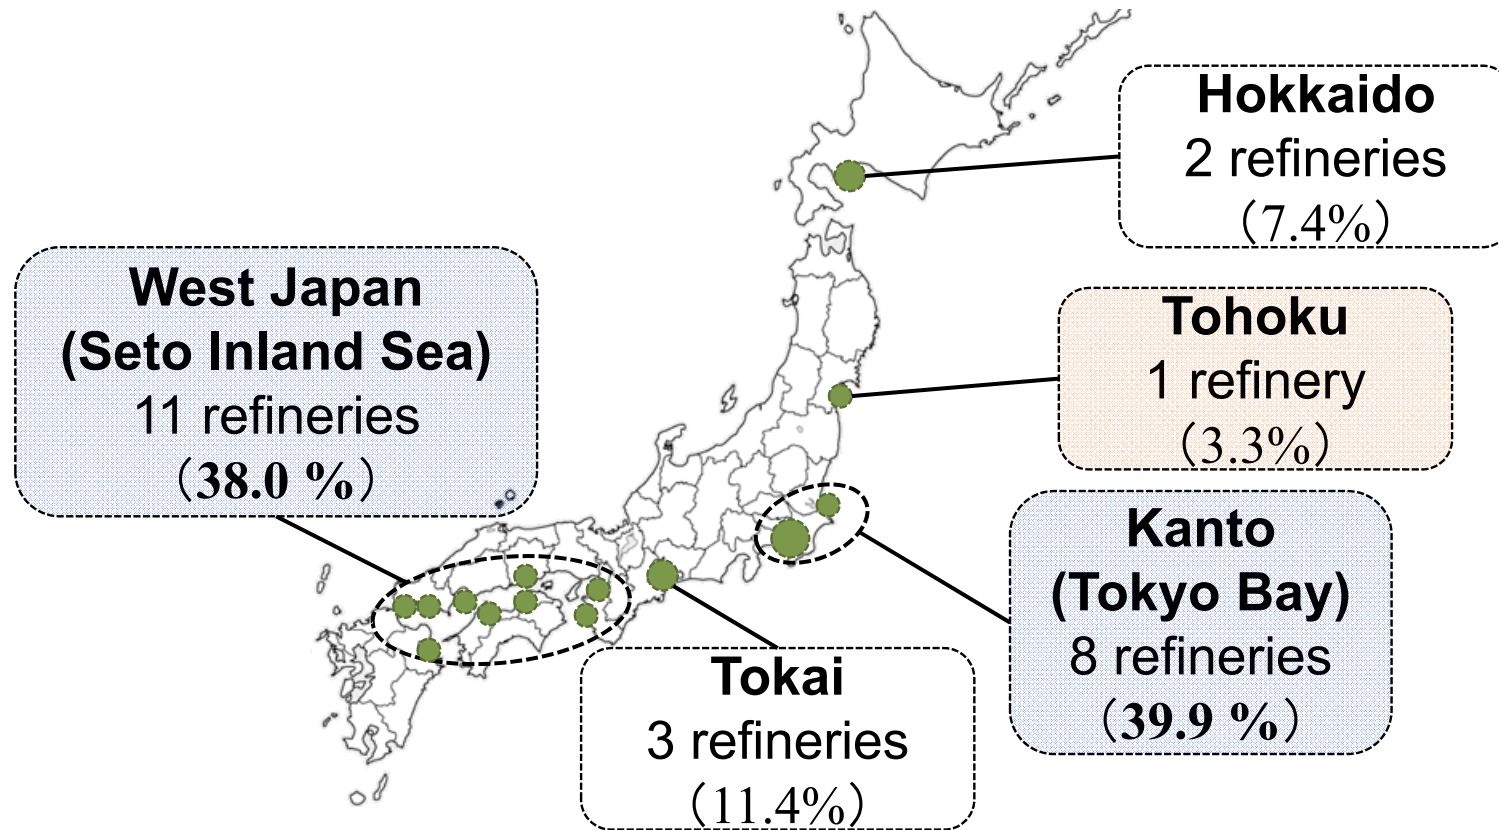 Hokkaido
2 refineries
（7.4%）
West Japan
(Seto Inland Sea)
11 refineries
（38.0 %）
Tohoku
1 refinery
（3.3%）
Kanto
(Tokyo Bay)
8 refineries
（39.9 %）
Tokai
3 refineries
（11.4%）